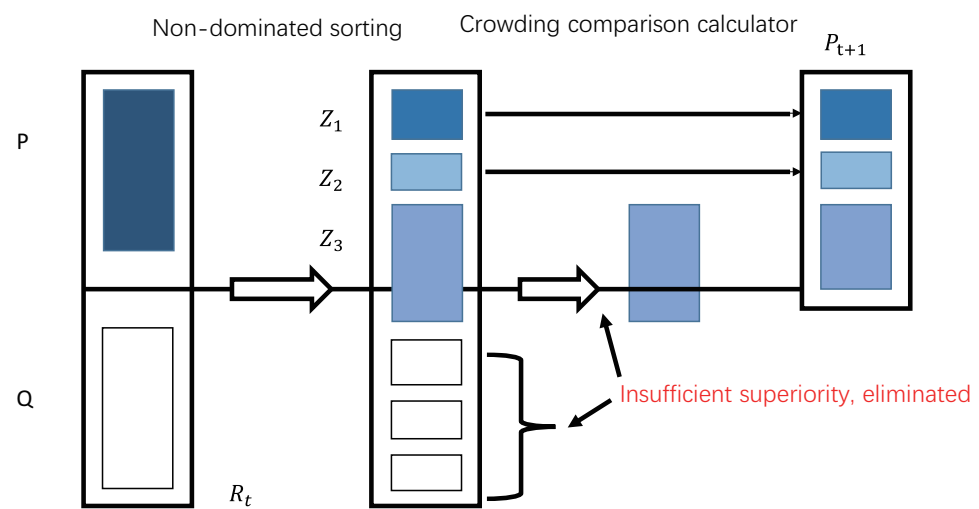 Non-dominated sorting
Crowding comparison calculator
P_{t+1}
P
Z_1
Z_2
Z_3
Q
Insufficient superiority, eliminated
R_t